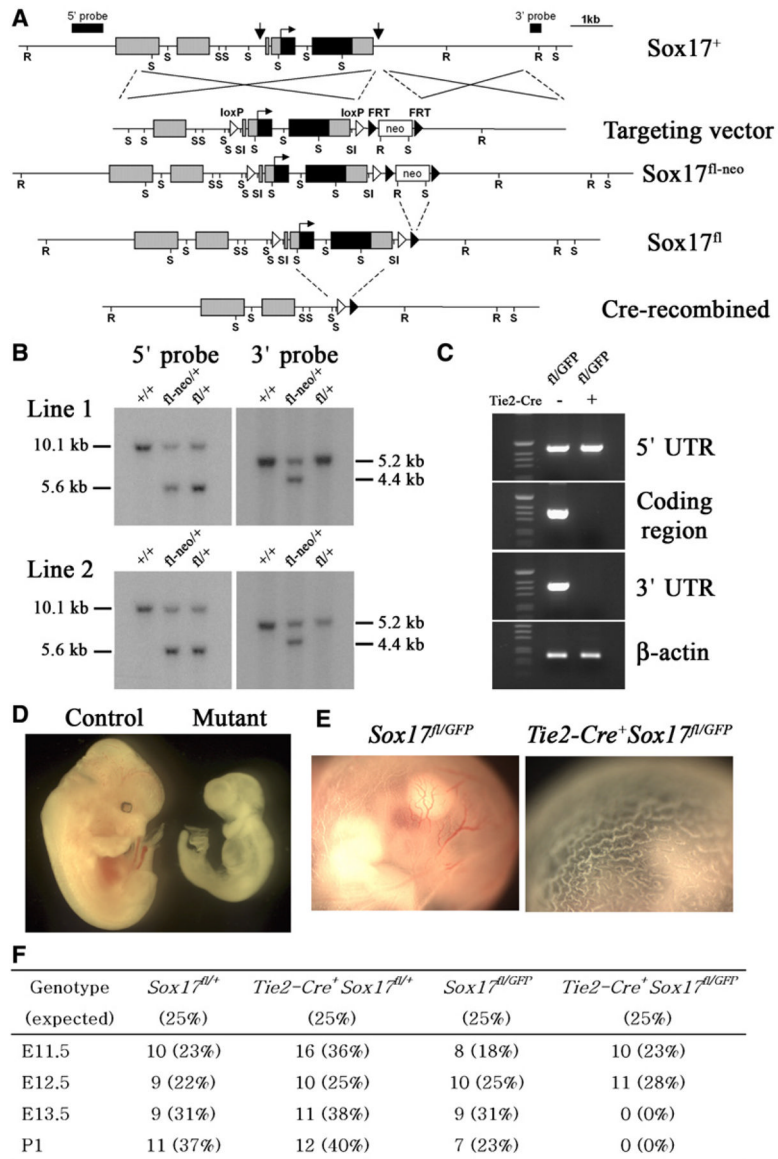 A
5' probe
3' probe
1kb
R S SS S S S S R S
Sox17+
loxP loxP FRT FRT
neo
S SS SI S S SI R S R
Targeting vector
neo
R S SS SI S S SI R S R R S
Sox17fl-neo
R S SS SI S S SI R R S
Sox17fl
R S SS S S R R S
Cre-recombined
B
5' probe 3' probe
+/+ fl-neo/+ fl/+ +/+ fl-neo/+ fl/+
Line 1
10.1 kb
5.6 kb
5.2 kb
4.4 kb
+/+ fl-neo/+ fl/+ +/+ fl-neo/+ fl/+
Line 2
10.1 kb
5.6 kb
5.2 kb
4.4 kb
C
fl/GFP fl/GFP
Tie2-Cre - +
5' UTR
Coding
region
3' UTR
β-actin
D
Control Mutant
E
Sox17fl/GFP Tie2-Cre+Sox17fl/GFP
F
Genotype Sox17fl/+ Tie2-Cre+Sox17fl/+ Sox17fl/GFP Tie2-Cre+Sox17fl/GFP
(expected) (25%) (25%) (25%) (25%)
E11.5 10 (23%) 16 (36%) 8 (18%) 10 (23%)
E12.5 9 (22%) 10 (25%) 10 (25%) 11 (28%)
E13.5 9 (31%) 11 (38%) 9 (31%) 0 (0%)
P1 11 (37%) 12 (40%) 7 (23%) 0 (0%)